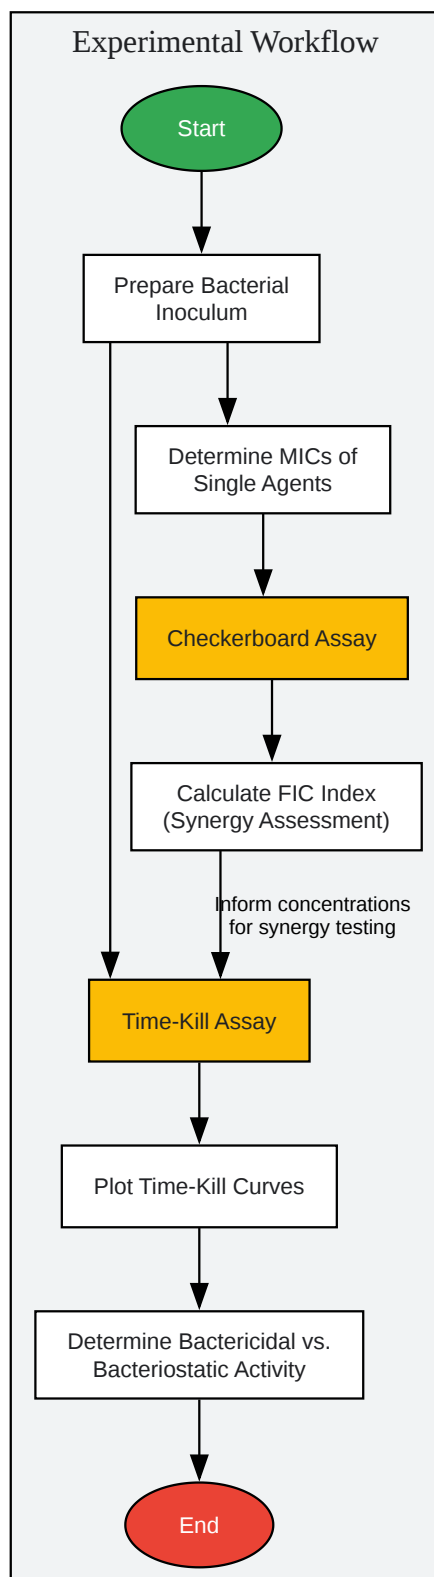 Experimental Workflow
Start
Prepare Bacterial
Inoculum
Determine MICs of
Single Agents
Checkerboard Assay
Calculate FIC Index
(Synergy Assessment)
Inform concentrations
for synergy testing
Time-Kill Assay
Plot Time-Kill Curves
Determine Bactericidal vs.
Bacteriostatic Activity
End